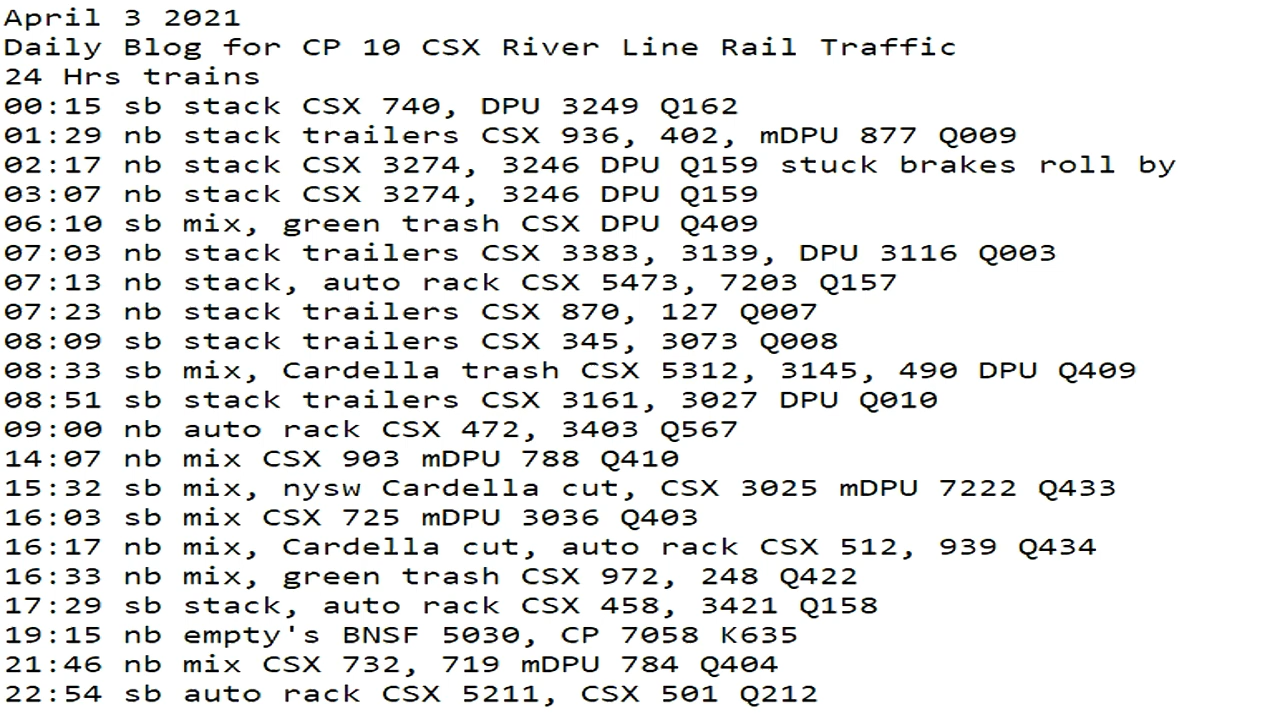 April 3 2021
Daily Blog for CP 10 CSX River Line Rail Traffic
24 Hrs trains
00:15 sb stack CSX 740, DPU 3249 Q162
01:29 nb stack trailers CSX 936, 402, mDPU 877 Q009
02:17 nb stack CSX 3274, 3246 DPU Q159 stuck brakes roll by
03:07 nb stack CSX 3274, 3246 DPU Q159
06:10 sb mix, green trash CSX DPU Q409
07:03 nb stack trailers CSX 3383, 3139, DPU 3116 Q003
07:13 nb stack, auto rack CSX 5473, 7203 Q157
07:23 nb stack trailers CSX 870, 127 Q007
08:09 sb stack trailers CSX 345, 3073 Q008
08:33 sb mix, Cardella trash CSX 5312, 3145, 490 DPU Q409
08:51 sb stack trailers CSX 3161, 3027 DPU Q010
09:00 nb auto rack CSX 472, 3403 Q567
14:07 nb mix CSX 903 mDPU 788 Q410
15:32 sb mix, nysw Cardella cut, CSX 3025 mDPU 7222 Q433
16:03 sb mix CSX 725 mDPU 3036 Q403
16:17 nb mix, Cardella cut, auto rack CSX 512, 939 Q434
16:33 nb mix, green trash CSX 972, 248 Q422
17:29 sb stack, auto rack CSX 458, 3421 Q158
19:15 nb empty's BNSF 5030, CP 7058 K635
21:46 nb mix CSX 732, 719 mDPU 784 Q404
22:54 sb auto rack CSX 5211, CSX 501 Q212